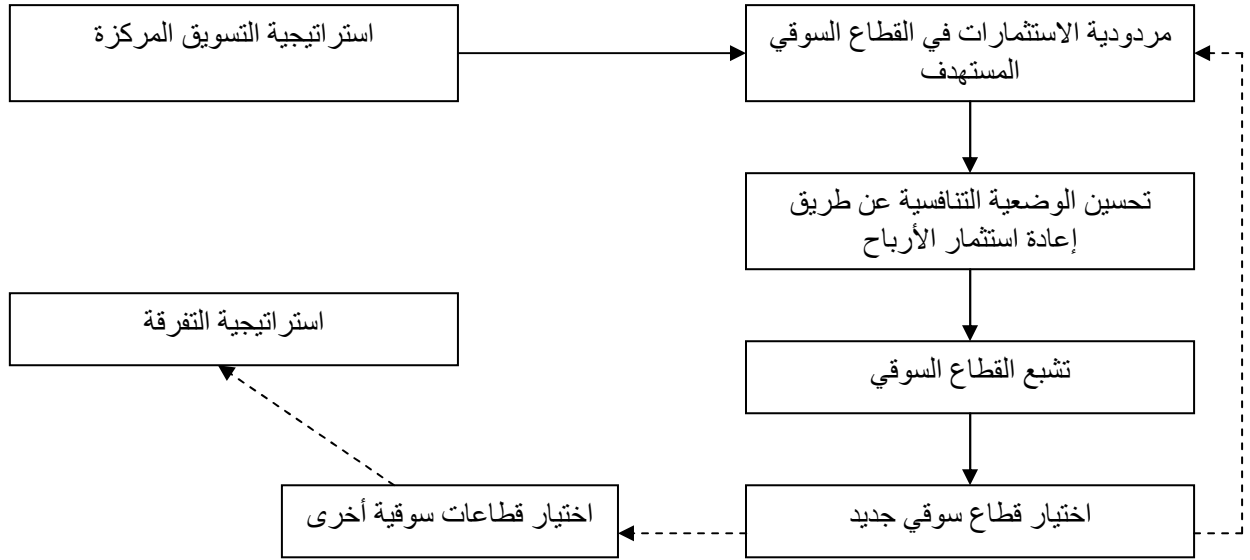 استراتيجية التسويق المركزة
مردودية الاستثمارات في القطاع السوقي
المستهدف
تحسين الوضعية التنافسية عن طريق
إعادة استثمار الأرباح
تشبع القطاع السوقي
اختيار قطاع سوقي جديد
اختيار قطاعات سوقية أخرى
استراتيجية التفرقة